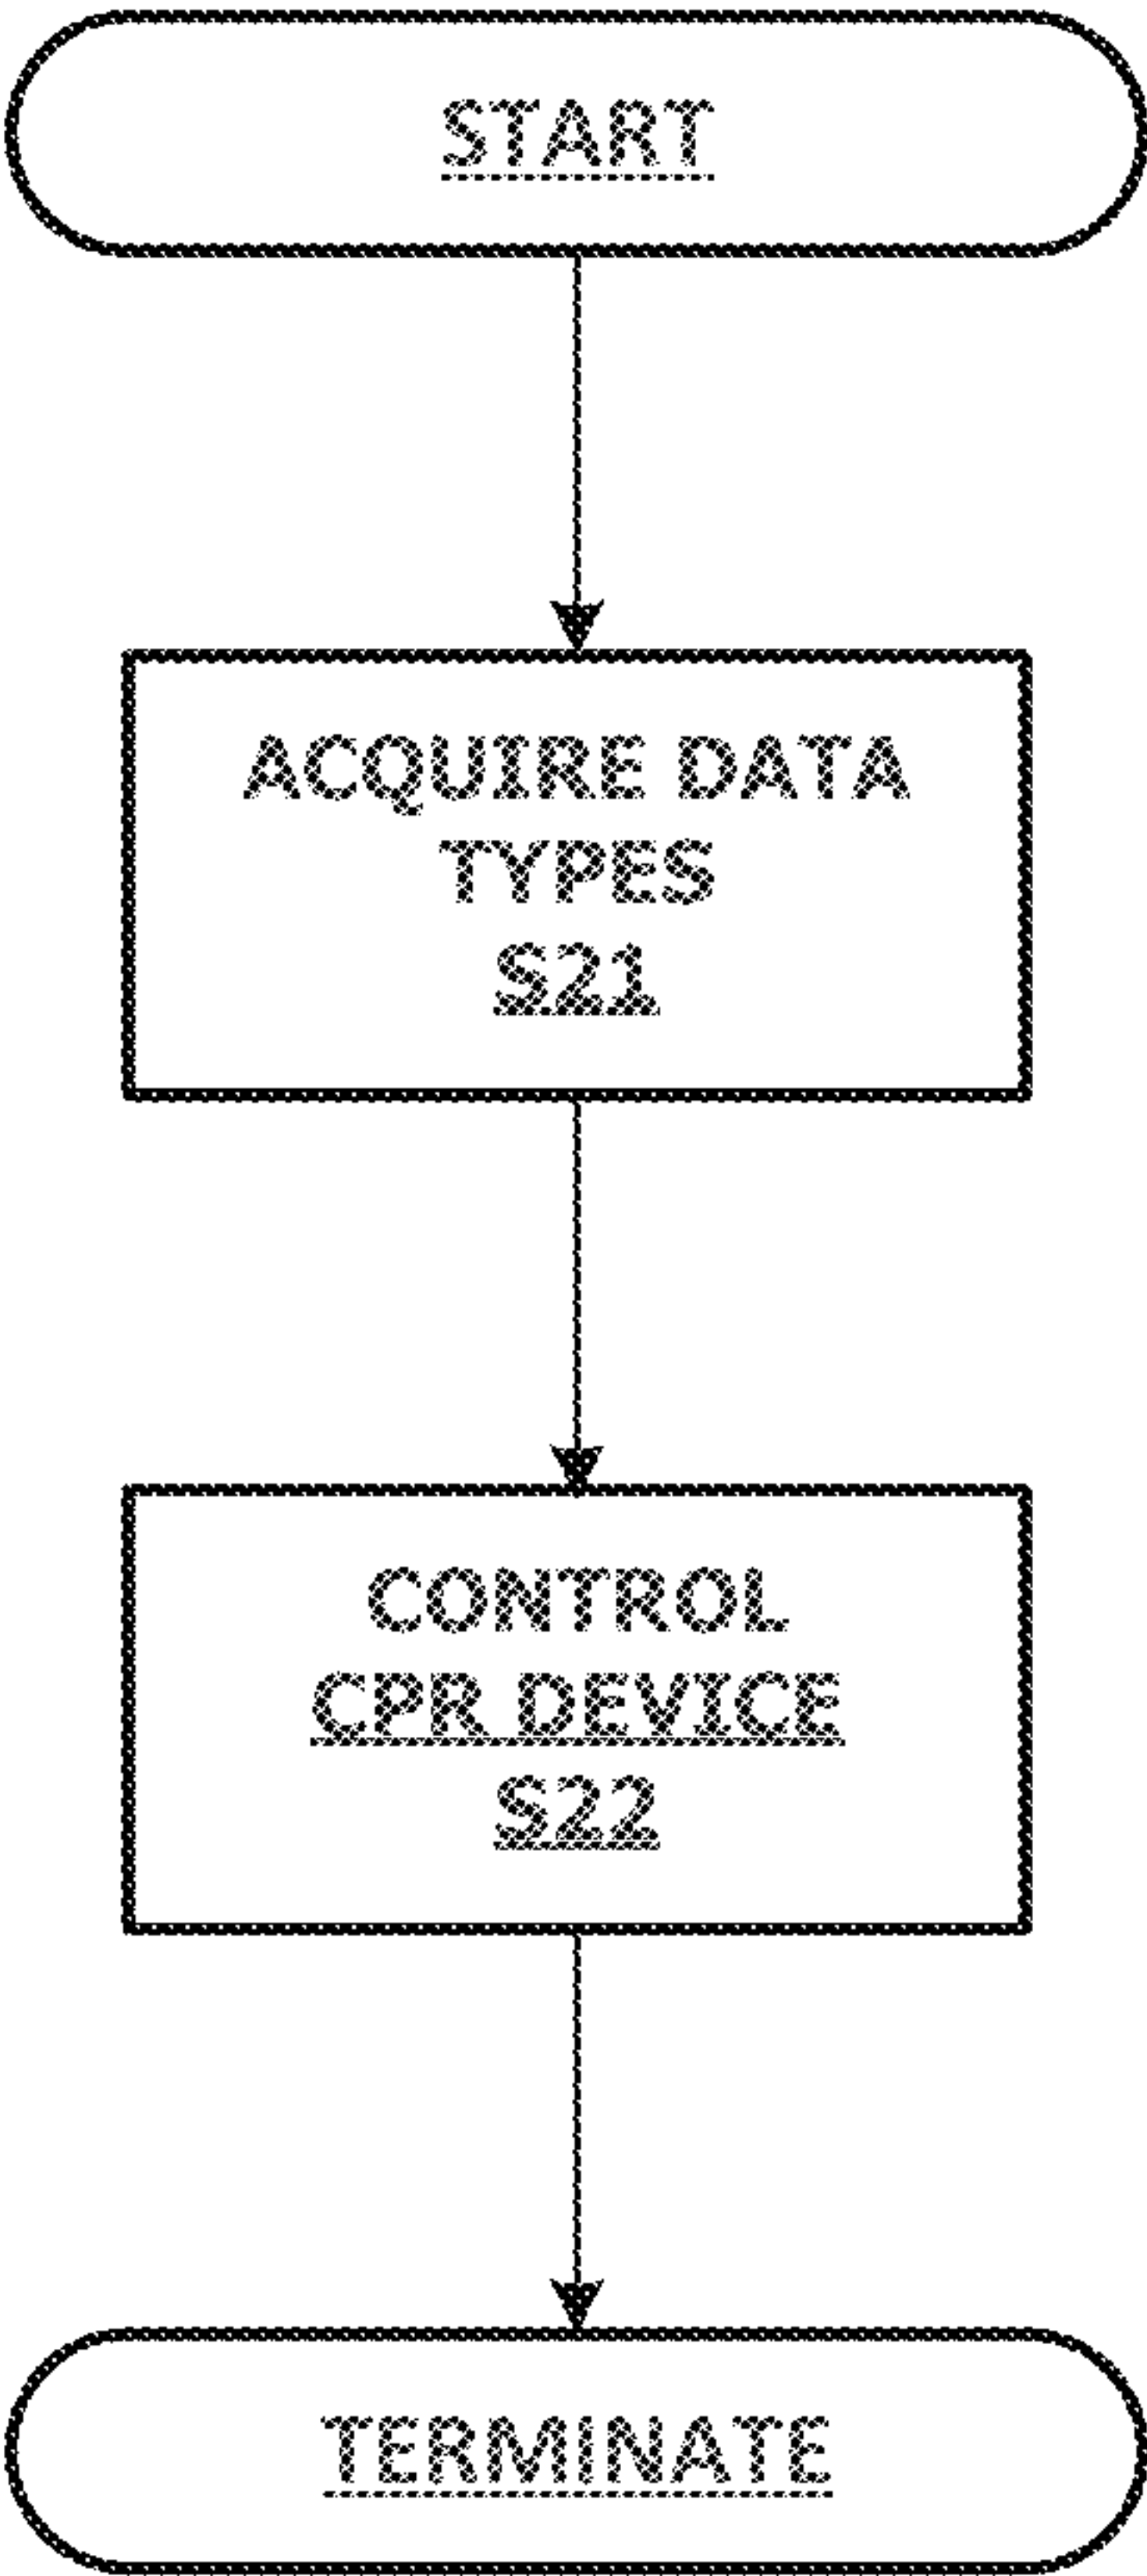 START
ACQUIRE DATA
TYPES
S21
CONTROL
CPR DEVICE
S22
TERMINATE